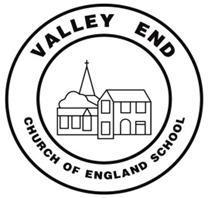 VALLEY END
CHURCH OF ENGLAND SCHOOL